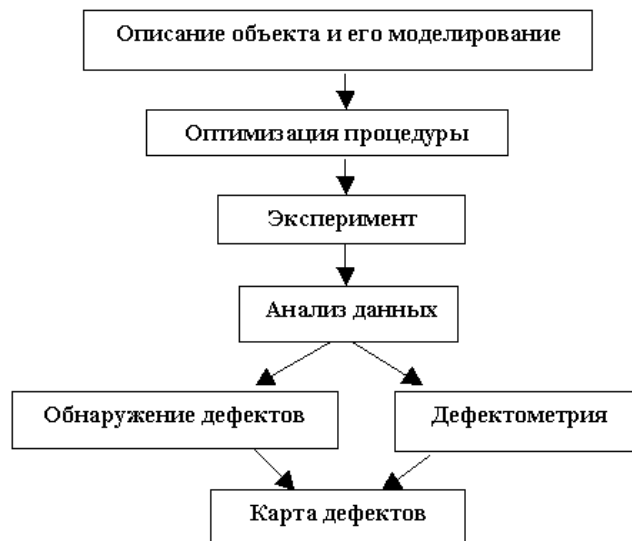 Описание объекта и его моделирование
Оптимизация процедуры
Эксперимент
Анализ данных
Обнаружение дефектов
Дефектометрия
Карта дефектов